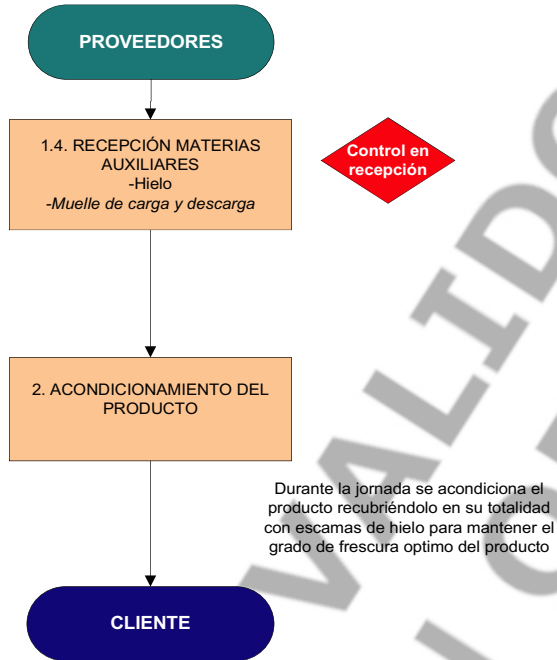 PROVEEDORES
1.4. RECEPCIÓN MATERIAS
AUXILIARES
-Hielo
-Muelle de carga y descarga
Control en
recepción
2. ACONDICIONAMIENTO DEL
PRODUCTO
Durante la jornada se acondiciona el
producto recubriéndolo en su totalidad
con escamas de hielo para mantener el
grado de frescura optimo del producto
CLIENTE